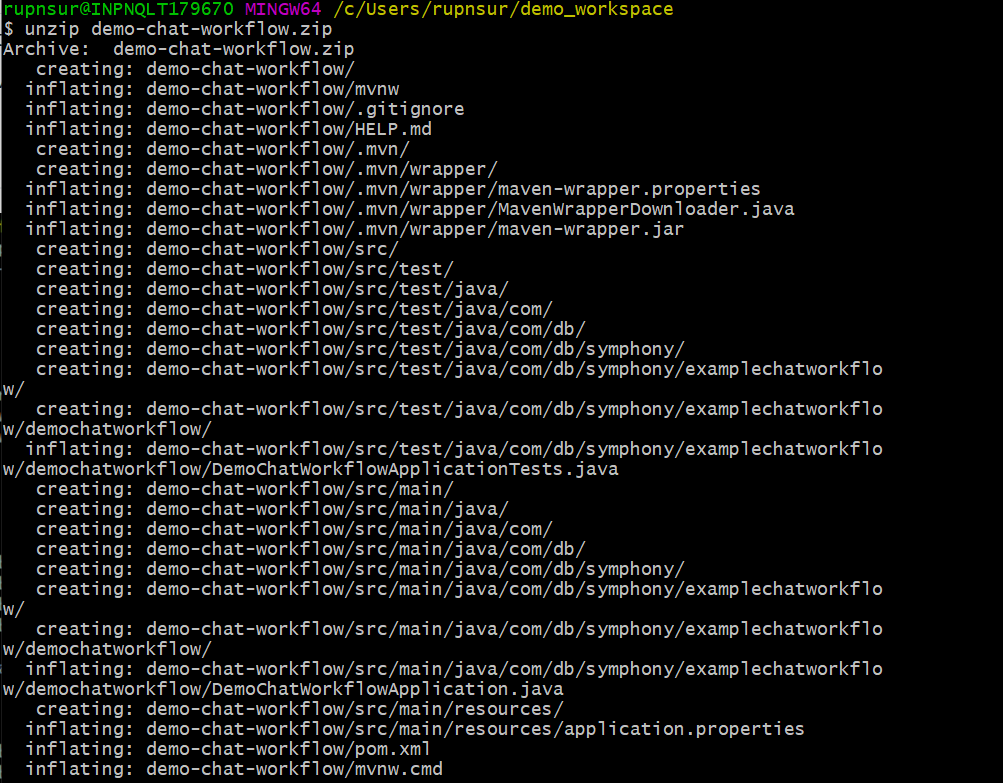 rupnsur@INPNQLT179670 MINGW64 /c/Users/rupnsur/demo_workspace
$ unzip demo-chat-workflow.zip
Archive:  demo-chat-workflow.zip
   creating: demo-chat-workflow/
  inflating: demo-chat-workflow/mvnw
  inflating: demo-chat-workflow/.gitignore
  inflating: demo-chat-workflow/HELP.md
   creating: demo-chat-workflow/.mvn/
   creating: demo-chat-workflow/.mvn/wrapper/
  inflating: demo-chat-workflow/.mvn/wrapper/maven-wrapper.properties
  inflating: demo-chat-workflow/.mvn/wrapper/MavenWrapperDownloader.java
  inflating: demo-chat-workflow/.mvn/wrapper/maven-wrapper.jar
   creating: demo-chat-workflow/src/
   creating: demo-chat-workflow/src/test/
   creating: demo-chat-workflow/src/test/java/
   creating: demo-chat-workflow/src/test/java/com/
   creating: demo-chat-workflow/src/test/java/com/db/
   creating: demo-chat-workflow/src/test/java/com/db/symphony/
   creating: demo-chat-workflow/src/test/java/com/db/symphony/examplechatworkflo
w/
   creating: demo-chat-workflow/src/test/java/com/db/symphony/examplechatworkflo
w/demochatworkflow/
  inflating: demo-chat-workflow/src/test/java/com/db/symphony/examplechatworkflo
w/demochatworkflow/DemoChatWorkflowApplicationTests.java
   creating: demo-chat-workflow/src/main/
   creating: demo-chat-workflow/src/main/java/
   creating: demo-chat-workflow/src/main/java/com/
   creating: demo-chat-workflow/src/main/java/com/db/
   creating: demo-chat-workflow/src/main/java/com/db/symphony/
   creating: demo-chat-workflow/src/main/java/com/db/symphony/examplechatworkflo
w/
   creating: demo-chat-workflow/src/main/java/com/db/symphony/examplechatworkflo
w/demochatworkflow/
  inflating: demo-chat-workflow/src/main/java/com/db/symphony/examplechatworkflo
w/demochatworkflow/DemoChatWorkflowApplication.java
   creating: demo-chat-workflow/src/main/resources/
  inflating: demo-chat-workflow/src/main/resources/application.properties
  inflating: demo-chat-workflow/pom.xml
  inflating: demo-chat-workflow/mvnw.cmd